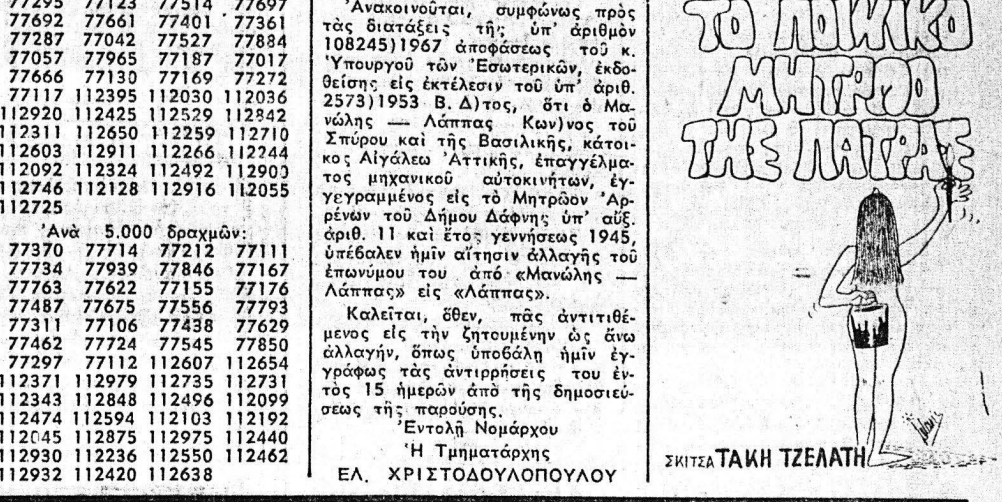 77295 77123 77514 77697
77692 77661 77401 77361
77287 77042 77527 77884
77057 77965 77187 77017
77666 77130 77169 77272
77117 112395 112030 112036
112920 112425 112529 112842
112311 112650 112259 112710
112603 112911 112266 112244
112092 112324 112492 112903
112746 112128 112916 112055
112725
Ἀνὰ 5.000 δραχμῶν:
77370 77714 77212 77111
77734 77939 77846 77167
77763 77622 77155 77176
77487 77675 77556 77793
77311 77106 77438 77629
77462 77724 77545 77850
77297 77112 112607 112654
112371 112979 112735 112731
112343 112848 112496 112099
112474 112594 112103 112192
112045 112875 112975 112440
112930 112236 112550 112462
112932 112420 112638
Ἀνακοινοῦται, συμφώνως πρὸς
τὰς διατάξεις τῆς ὑπ' ἀριθμὸν
108245)1967 ἀποφάσεως τοῦ κ.
Ὑπουργοῦ τῶν Ἐσωτερικῶν, ἐκδο-
θείσης εἰς ἐκτέλεσιν τοῦ ὑπ' ἀριθ.
2573)1953 Β. Δ)τος, ὅτι ὁ Μα-
νώλης — Λάππας Κων)νος τοῦ
Σπύρου καὶ τῆς Βασιλικῆς, κάτοι-
κος Αἰγάλεω Ἀττικῆς, ἐπαγγέλμα-
τος μηχανικοῦ αὐτοκινήτων, ἐγ-
γεγραμμένος εἰς τὸ Μητρῶον Ἀρ-
ρένων τοῦ Δήμου Δάφνης ὑπ' αὔξ.
ἀριθ. 11 καὶ ἔτος γεννήσεως 1945,
ὑπέβαλεν ἡμῖν αἴτησιν ἀλλαγῆς τοῦ
ἐπωνύμου του ἀπὸ «Μανώλης —
Λάππας» εἰς «Λάππας».
Καλεῖται, ὅθεν, πᾶς ἀντιτιθέ-
μενος εἰς τὴν ζητουμένην ὡς ἄνω
ἀλλαγήν, ὅπως ὑποβάλη ἡμῖν ἐγ-
γράφως τὰς ἀντιρρήσεις του ἐν-
τὸς 15 ἡμερῶν ἀπὸ τῆς δημοσιεύ-
σεως τῆς παρούσης.
Ἐντολῇ Νομάρχου
Ἡ Τμηματάρχης
ΕΛ. ΧΡΙΣΤΟΔΟΥΛΟΠΟΥΛΟΥ
ΤΟ ΠΟΙΝΙΚΟ
ΜΗΤΡΩΟ
ΤΗΣ ΠΑΤΡΑΣ
ΣΚΙΤΣΑ ΤΑΚΗ ΤΖΕΛΑΤΗ